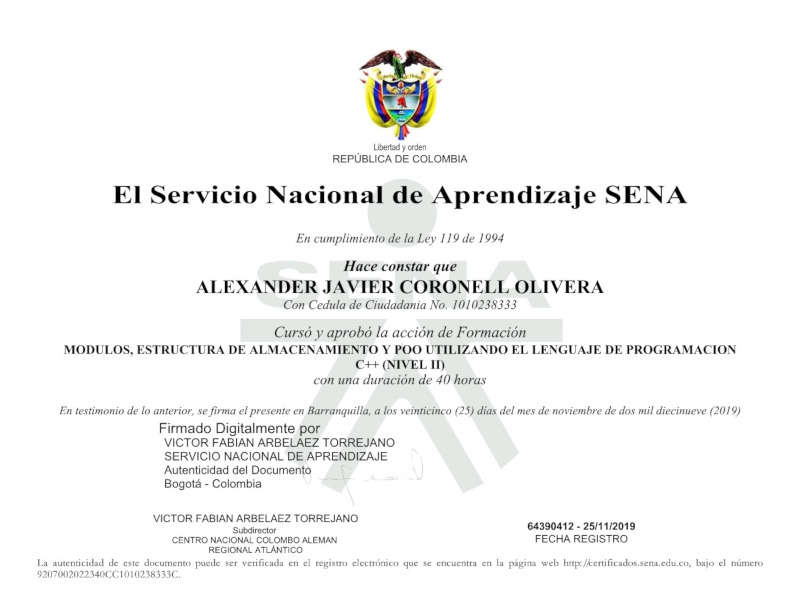 Libertad y orden
REPÚBLICA DE COLOMBIA
El Servicio Nacional de Aprendizaje SENA
En cumplimiento de la Ley 119 de 1994
SENA
Hace constar que
ALEXANDER JAVIER CORONELL OLIVERA
Con Cedula de Ciudadania No. 1010238333
Cursó y aprobó la acción de Formación
MODULOS, ESTRUCTURA DE ALMACENAMIENTO Y POO UTILIZANDO EL LENGUAJE DE PROGRAMACION
C++ (NIVEL II)
con una duración de 40 horas
En testimonio de lo anterior, se firma el presente en Barranquilla, a los veinticinco (25) días del mes de noviembre de dos mil diecinueve (2019)
Firmado Digitalmente por
VICTOR FABIAN ARBELAEZ TORREJANO
SERVICIO NACIONAL DE APRENDIZAJE
Autenticidad del Documento
Bogotá - Colombia
VICTOR FABIAN ARBELAEZ TORREJANO
Subdirector
CENTRO NACIONAL COLOMBO ALEMAN
REGIONAL ATLÁNTICO
64390412 - 25/11/2019
FECHA REGISTRO
La autenticidad de este documento puede ser verificada en el registro electrónico que se encuentra en la página web http://certificados.sena.edu.co, bajo el número
9207002022340CC1010238333C.